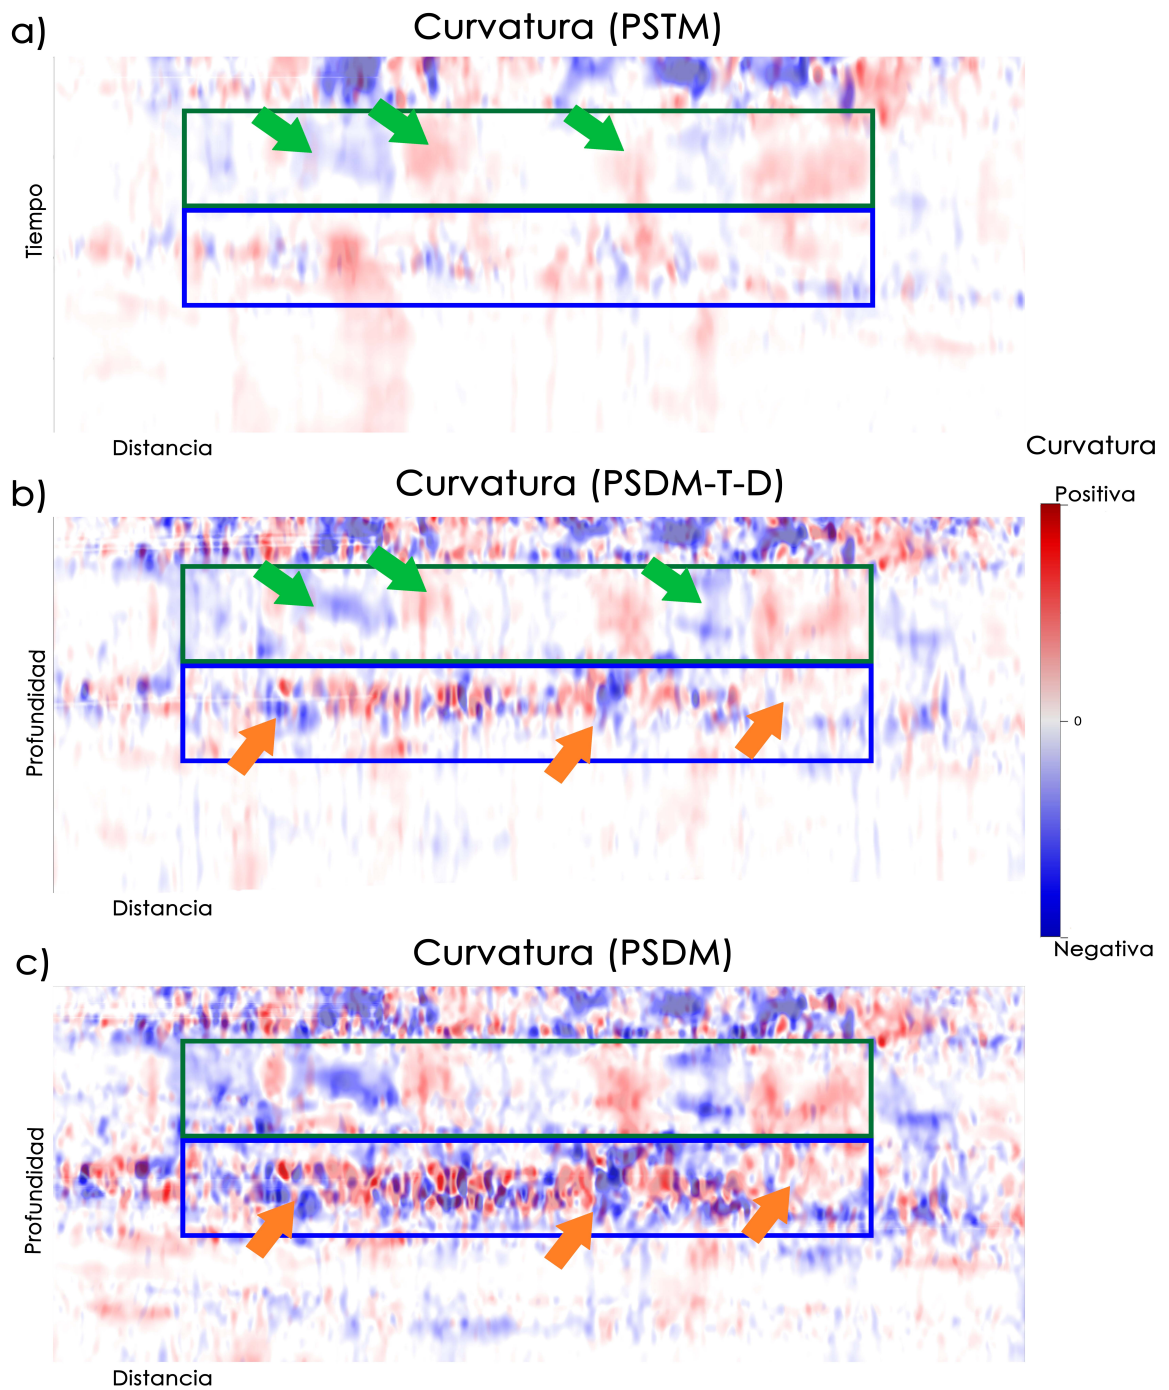 a)
Curvatura (PSTM)
Tiempo
Distancia
Curvatura
b)
Curvatura (PSDM-T-D)
Positiva
Profundidad
0
Distancia
Negativa
c)
Curvatura (PSDM)
Profundidad
Distancia